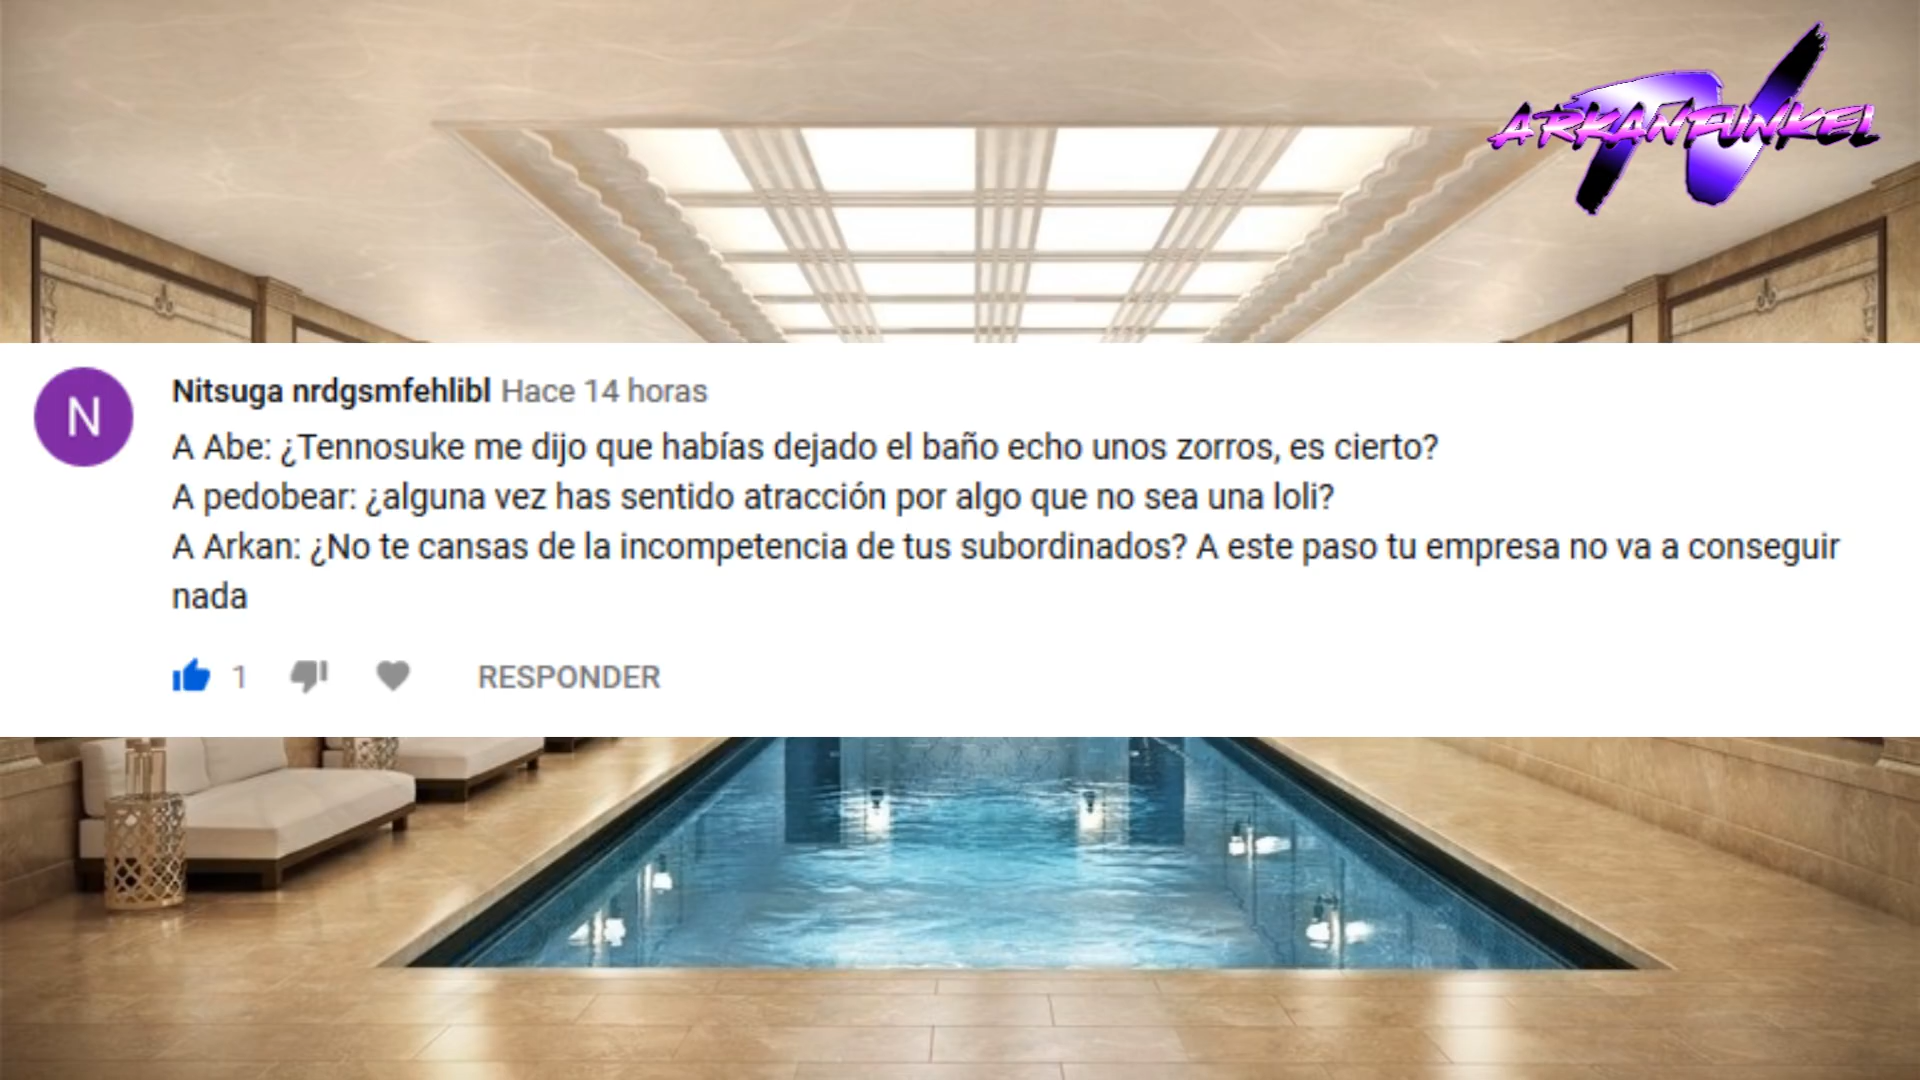 ARKANFUNKEL
TV
N
Nitsuga nrdgsmfehlibl Hace 14 horas
A Abe: ¿Tennosuke me dijo que habías dejado el baño echo unos zorros, es cierto?
A pedobear: ¿alguna vez has sentido atracción por algo que no sea una loli?
A Arkan: ¿No te cansas de la incompetencia de tus subordinados? A este paso tu empresa no va a conseguir
nada
1
RESPONDER